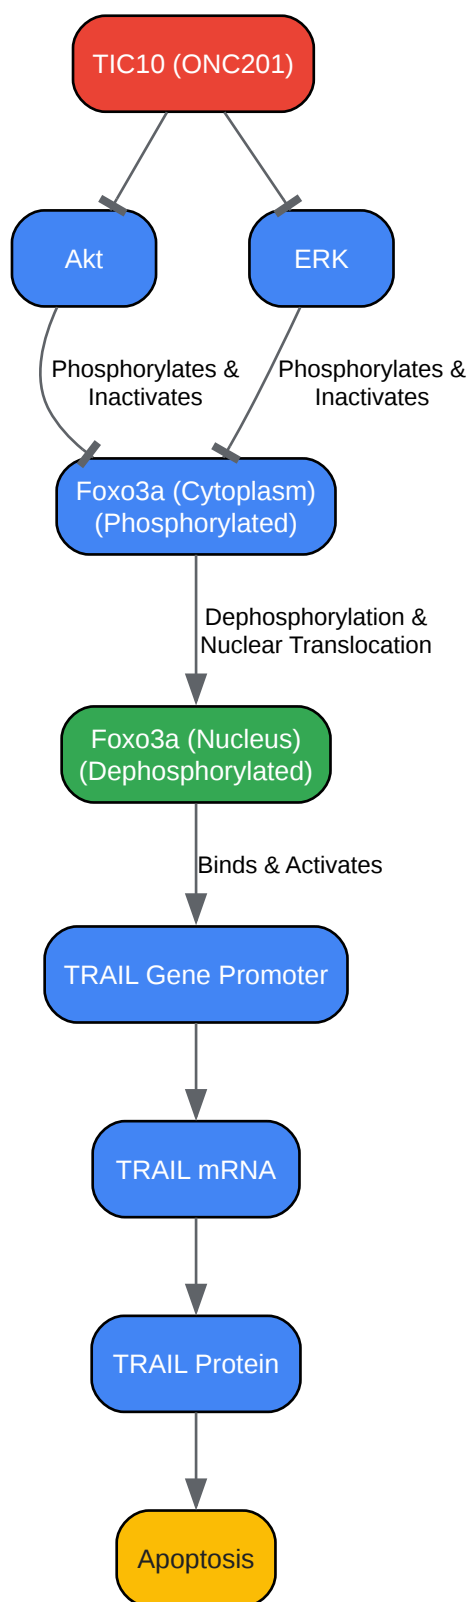 TIC10 (ONC201)
Akt
ERK
Phosphorylates &
Inactivates
Phosphorylates &
Inactivates
Foxo3a (Cytoplasm)
(Phosphorylated)
Dephosphorylation &
Nuclear Translocation
Foxo3a (Nucleus)
(Dephosphorylated)
Binds & Activates
TRAIL Gene Promoter
TRAIL mRNA
TRAIL Protein
Apoptosis